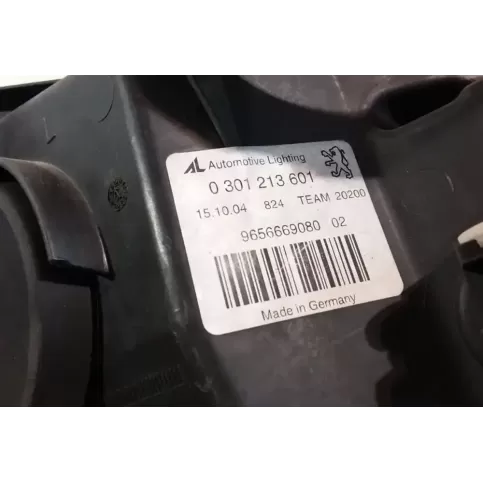 AL Automotive Lighting
0 301 213 601
15.10.04 824 TEAM 20200
9656669080 02
Made in Germany